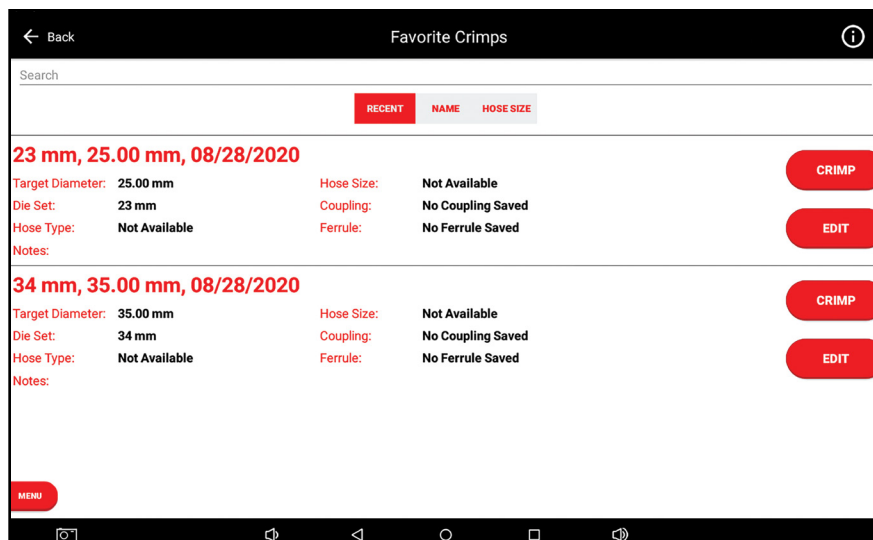 Back
Favorite Crimps
Search
RECENT NAME HOSE SIZE
23 mm, 25.00 mm, 08/28/2020
Target Diameter: 25.00 mm Hose Size: Not Available
Die Set: 23 mm Coupling: No Coupling Saved
Hose Type: Not Available Ferrule: No Ferrule Saved
Notes:
CRIMP
EDIT
34 mm, 35.00 mm, 08/28/2020
Target Diameter: 35.00 mm Hose Size: Not Available
Die Set: 34 mm Coupling: No Coupling Saved
Hose Type: Not Available Ferrule: No Ferrule Saved
Notes:
CRIMP
EDIT
MENU